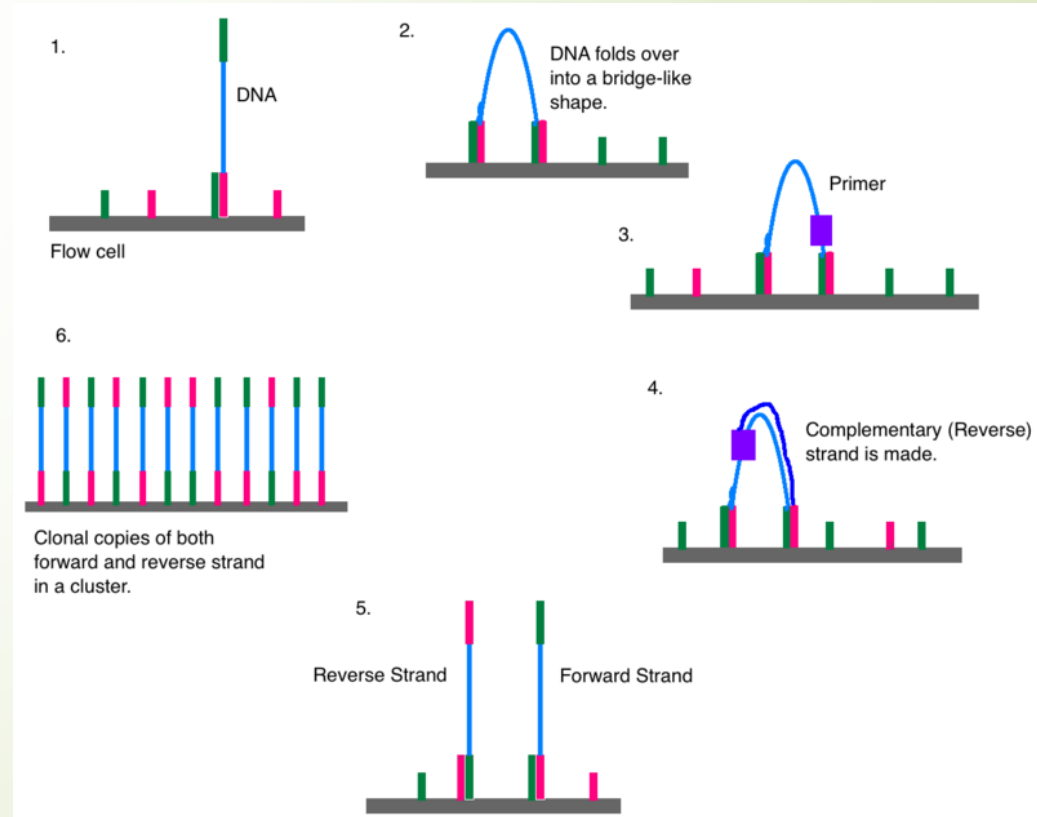 1.
DNA
Flow cell
2.
DNA folds over
into a bridge-like
shape.
3.
Primer
4.
Complementary (Reverse)
strand is made.
5.
Reverse Strand
Forward Strand
6.
Clonal copies of both
forward and reverse strand
in a cluster.